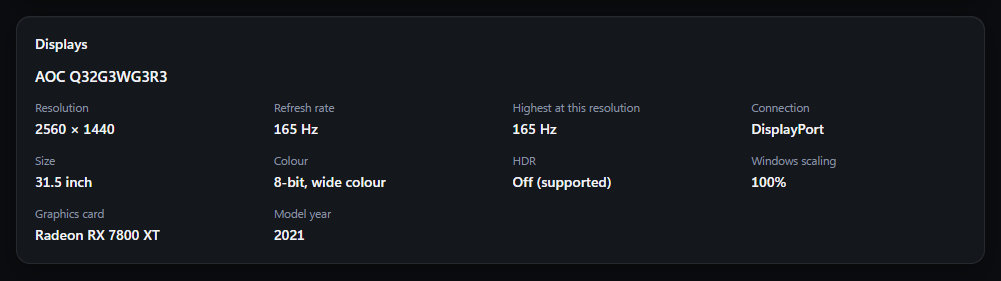 Displays
AOC Q32G3WG3R3
Resolution Refresh rate Highest at this resolution Connection
2560 × 1440 165 Hz 165 Hz DisplayPort
Size Colour HDR Windows scaling
31.5 inch 8-bit, wide colour Off (supported) 100%
Graphics card Model year
Radeon RX 7800 XT 2021